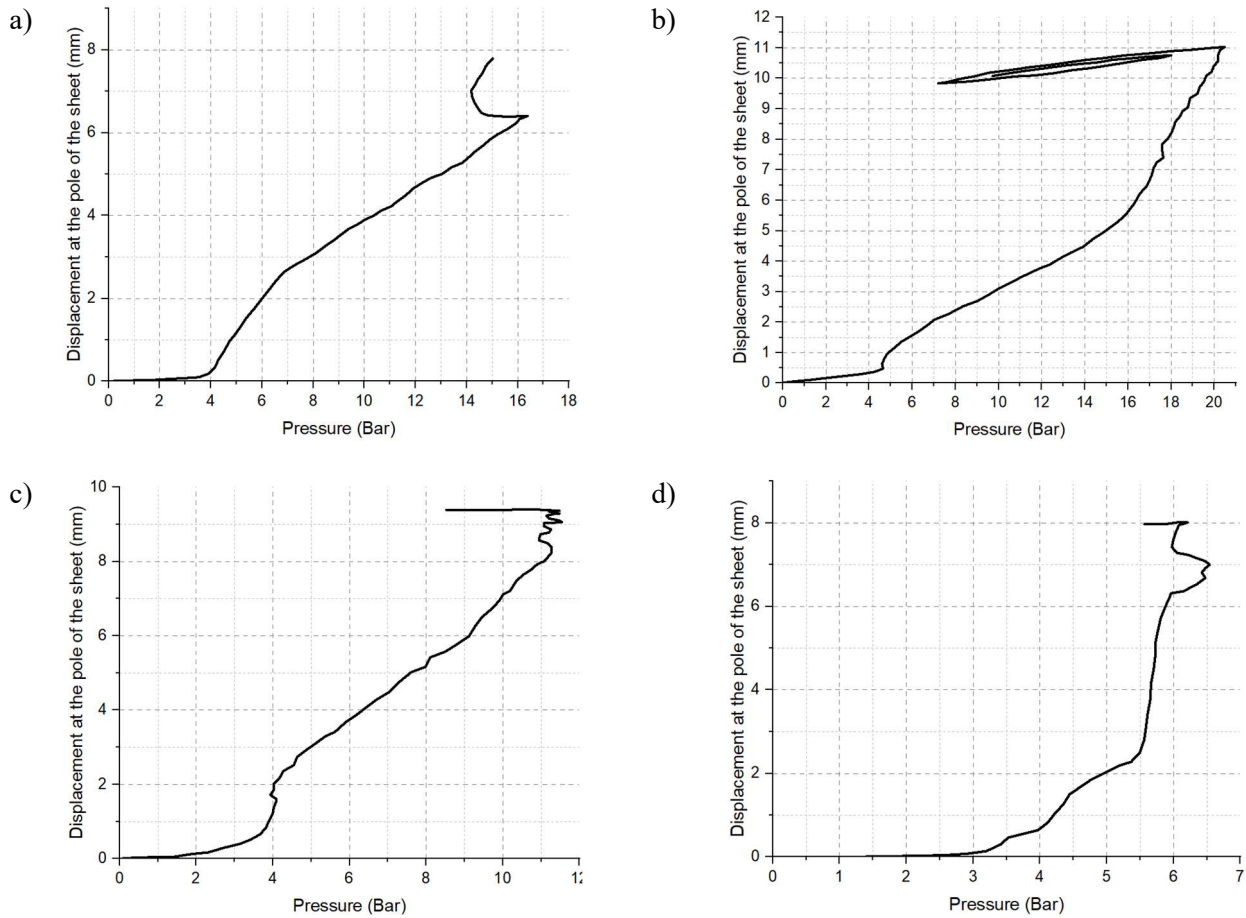 a)
Displacement at the pole of the sheet (mm)
8
6
4
2
0
0 2 4 6 8 10 12 14 16 18
Pressure (Bar)
b)
Displacement at the pole of the sheet (mm)
12
11
10
9
8
7
6
5
4
3
2
1
0
0 2 4 6 8 10 12 14 16 18 20
Pressure (Bar)
c)
Displacement at the pole of the sheet (mm)
10
8
6
4
2
0
0 2 4 6 8 10 12
Pressure (Bar)
d)
Displacement at the pole of the sheet (mm)
8
6
4
2
0
0 1 2 3 4 5 6 7
Pressure (Bar)